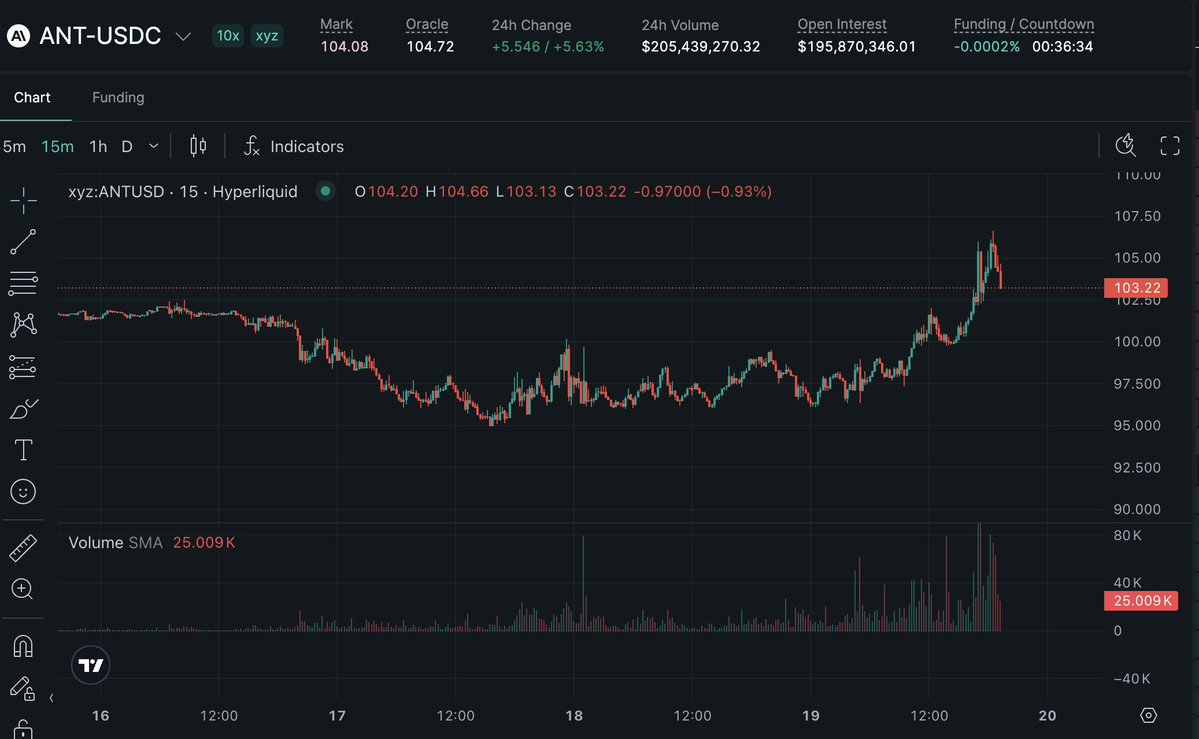 ANT-USDC 10x xyz
Mark Oracle 24h Change 24h Volume Open Interest Funding / Countdown
104.08 104.72 +5.546 / +5.63% $205,439,270.32 $195,870,346.01 -0.0002% 00:36:34
Chart Funding
5m 15m 1h D Indicators
xyz:ANTUSD · 15 · Hyperliquid O104.20 H104.66 L103.13 C103.22 -0.97000 (−0.93%)
110.00
107.50
105.00
103.22
102.50
100.00
97.500
95.000
92.500
90.000
Volume SMA 25.009K
80K
40K
25.009K
0
−40K
16 12:00 17 12:00 18 12:00 19 12:00 20